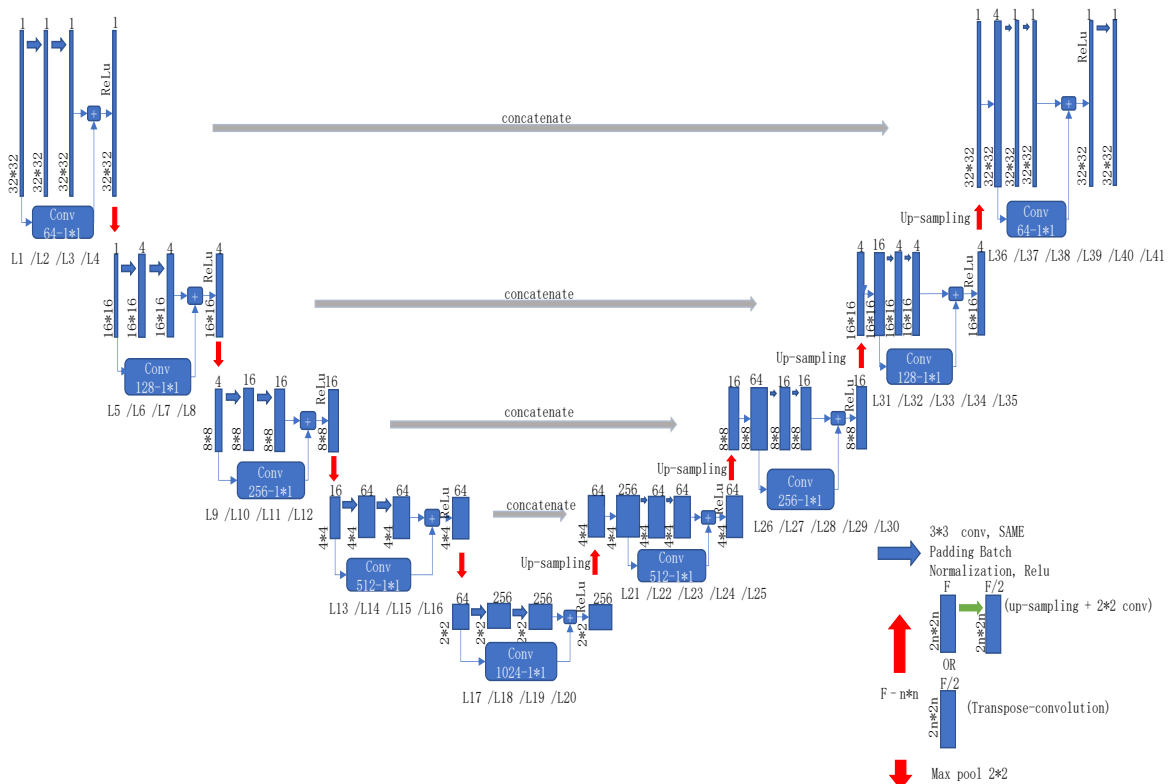 1 1 1 1
ReLu
+
32*32 32*32 32*32 32*32
Conv
64-1*1
L1 /L2 /L3 /L4
concatenate
1 4 1 1 1 1
ReLu
+
32*32 32*32 32*32 32*32 32*32 32*32
Conv
64-1*1
Up-sampling
L36 /L37 /L38 /L39 /L40 /L41
1 4 4 4
ReLu
+
16*16 16*16 16*16 16*16
Conv
128-1*1
L5 /L6 /L7 /L8
concatenate
4 16 4 4 4
ReLu
+
16*16 16*16 16*16 16*16 16*16
Conv
128-1*1
Up-sampling
L31 /L32 /L33 /L34 /L35
4 16 16 16
ReLu
+
8*8 8*8 8*8 8*8
Conv
256-1*1
L9 /L10 /L11 /L12
concatenate
16 64 16 16 16
ReLu
+
8*8 8*8 8*8 8*8 8*8
Conv
256-1*1
Up-sampling
L26 /L27 /L28 /L29 /L30
16 64 64 64
ReLu
+
4*4 4*4 4*4 4*4
Conv
512-1*1
L13 /L14 /L15 /L16
concatenate
64 256 64 64 64
ReLu
+
4*4 4*4 4*4 4*4 4*4
Conv
512-1*1
Up-sampling
L21 /L22 /L23 /L24 /L25
64 256 256 256
ReLu
+
2*2 2*2 2*2 2*2
Conv
1024-1*1
L17 /L18 /L19 /L20
3*3 conv, SAME
Padding Batch
Normalization, Relu
F F/2
2n*2n 2n*2n
(up-sampling + 2*2 conv)
OR
F–n*n
F/2
2n*2n
(Transpose-convolution)
Max pool 2*2